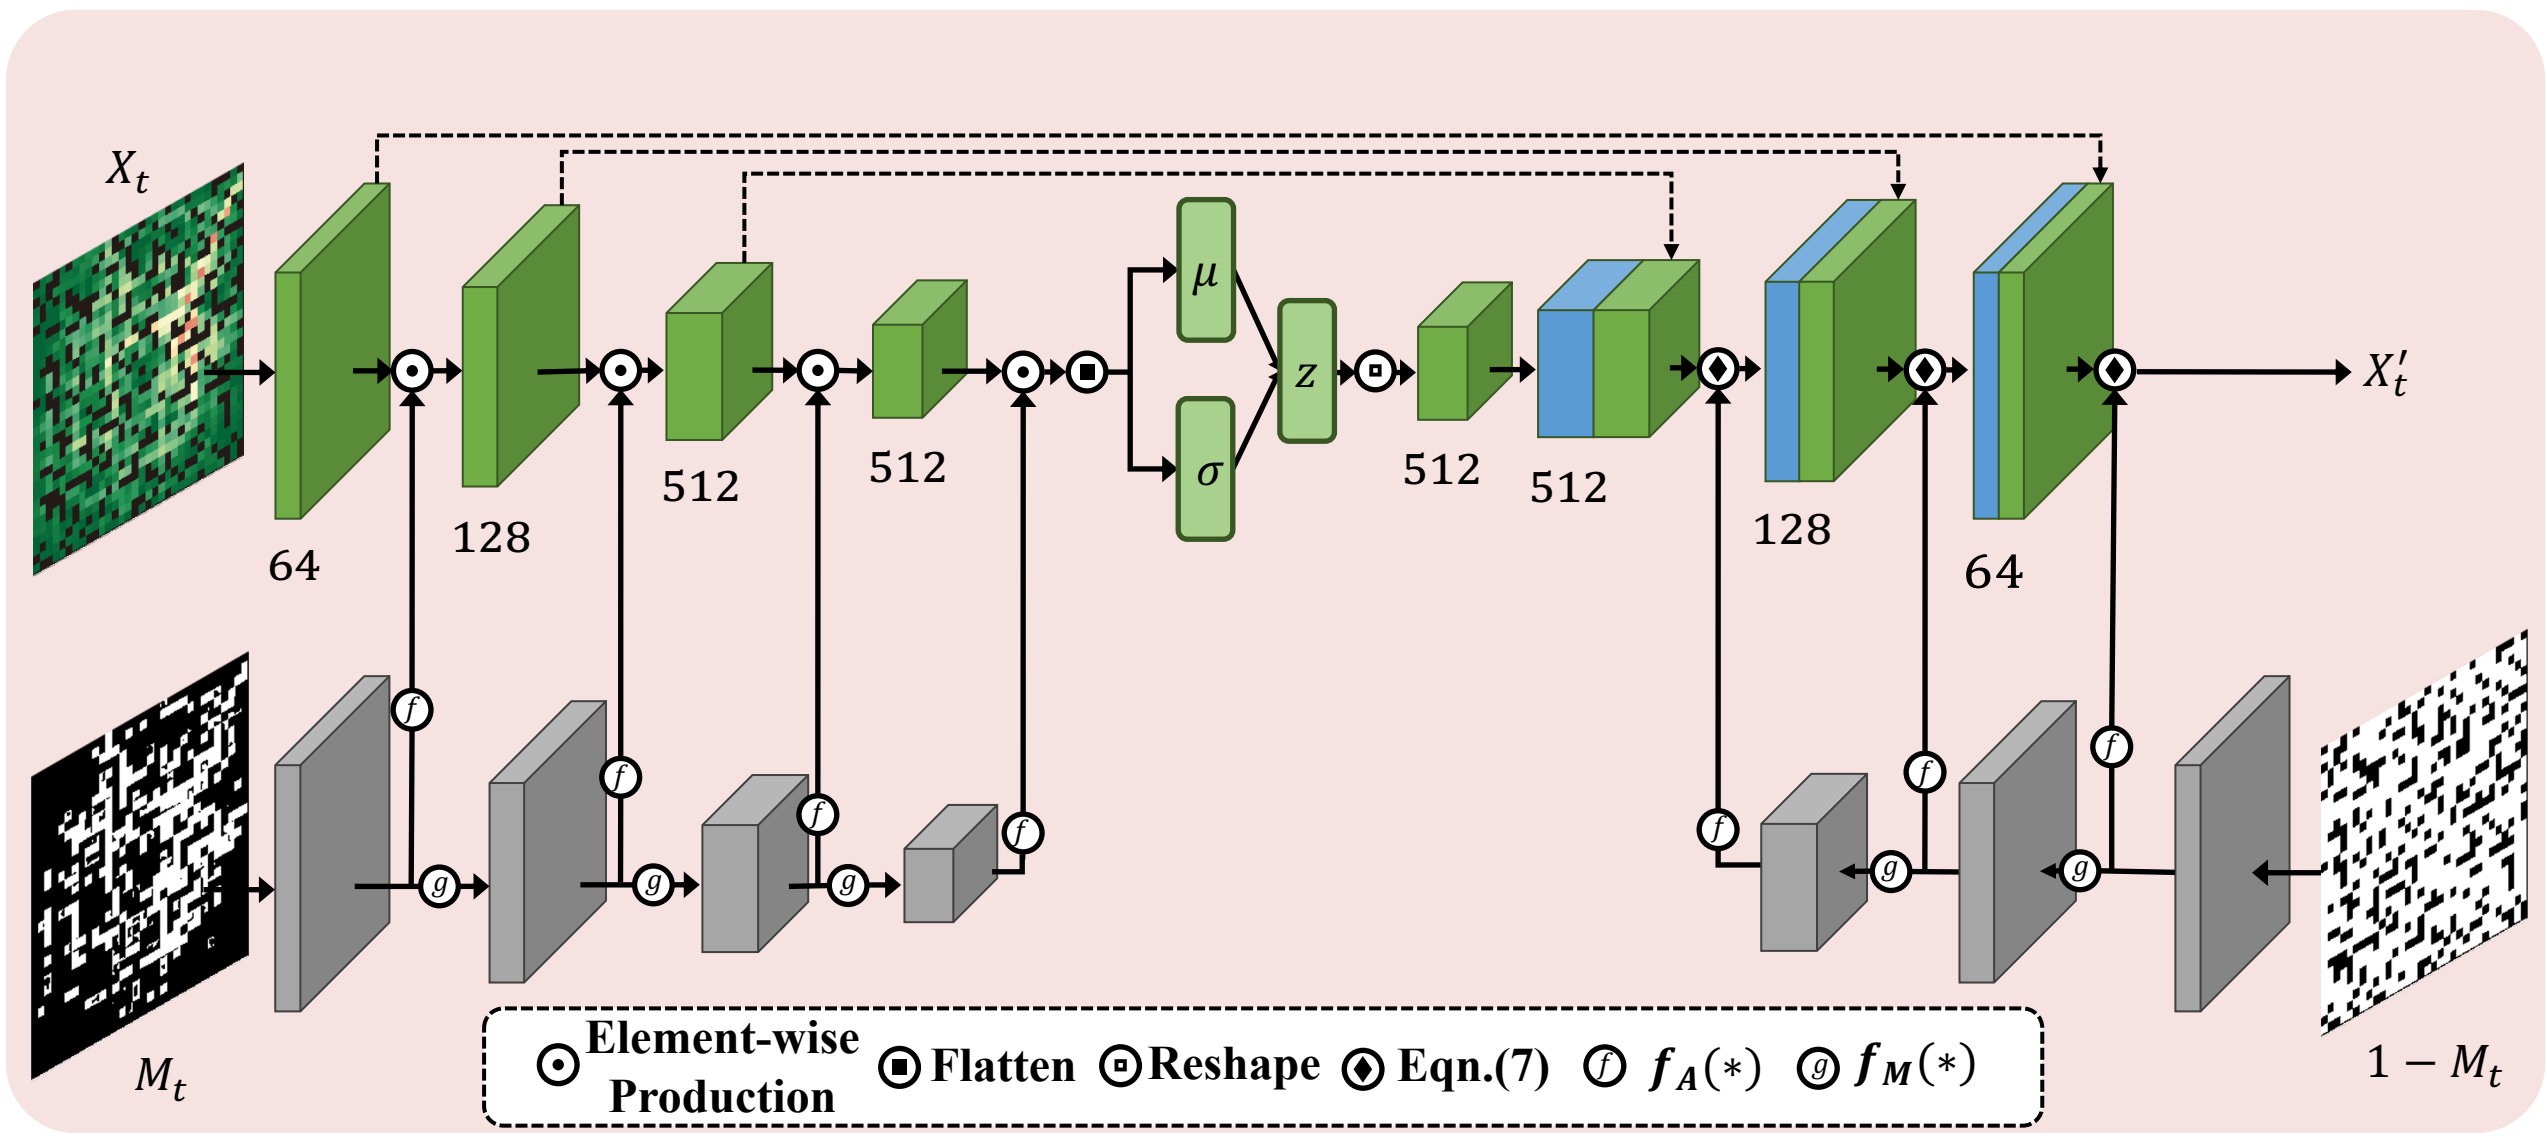 X_t
μ
z
X'_t
σ
64
128
512
512
512
512
128
64
f
f
f
f
f
f
f
g
g
g
g
g
M_t
1 − M_t
Element-wise
Production
Flatten
Reshape
Eqn.(7)
f f_A(∗)
g f_M(∗)